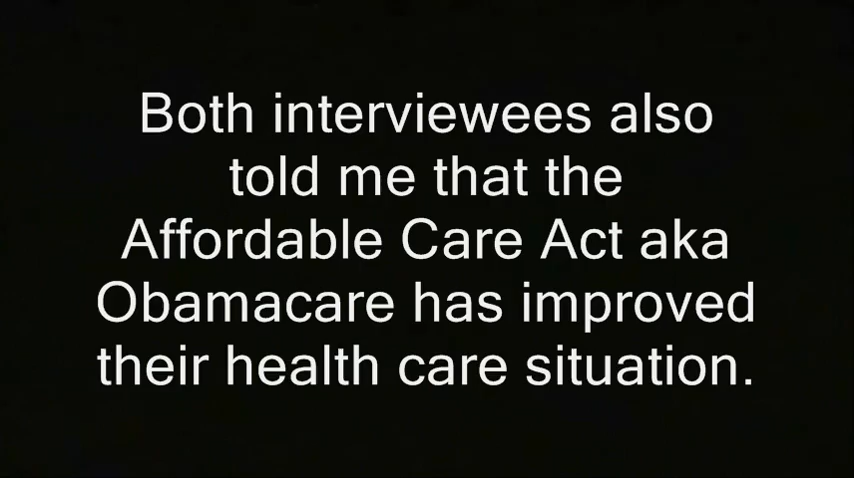 Both interviewees also
told me that the
Affordable Care Act aka
Obamacare has improved
their health care situation.